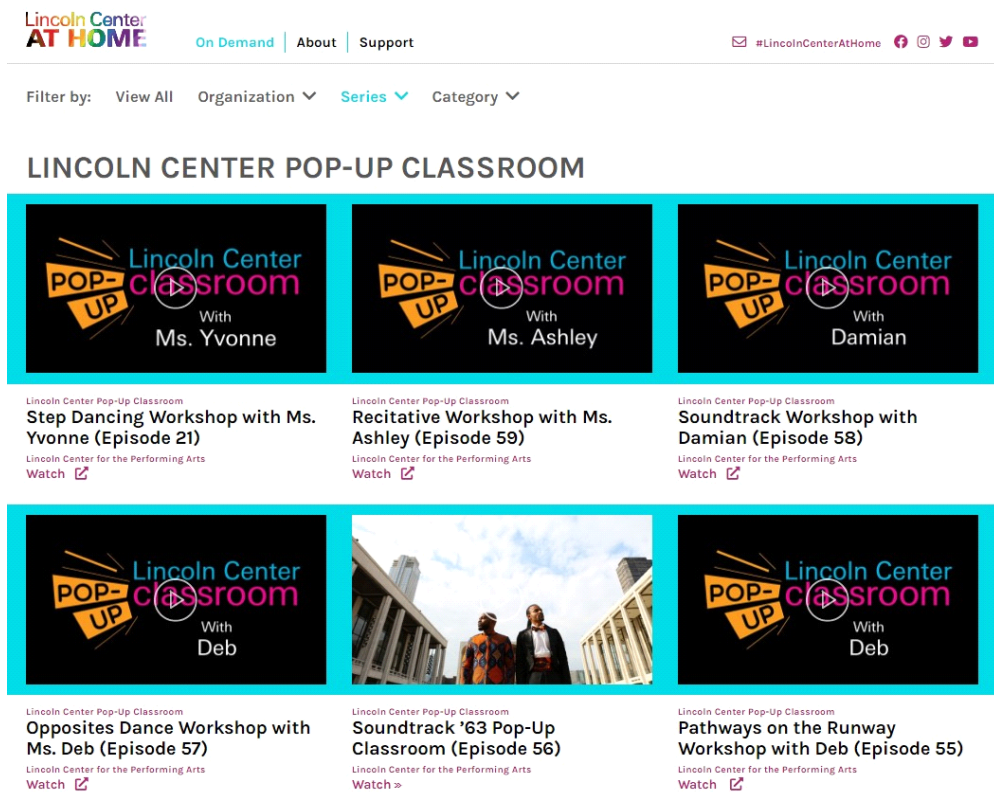 Lincoln Center
AT HOME
On Demand About Support
#LincolnCenterAtHome
Filter by: View All Organization Series Category
LINCOLN CENTER POP-UP CLASSROOM
POP-UP
Lincoln Center
classroom
With
Ms. Yvonne
POP-UP
Lincoln Center
classroom
With
Ms. Ashley
POP-UP
Lincoln Center
classroom
With
Damian
Lincoln Center Pop-Up Classroom
Step Dancing Workshop with Ms.
Yvonne (Episode 21)
Lincoln Center for the Performing Arts
Watch
Lincoln Center Pop-Up Classroom
Recitative Workshop with Ms.
Ashley (Episode 59)
Lincoln Center for the Performing Arts
Watch
Lincoln Center Pop-Up Classroom
Soundtrack Workshop with
Damian (Episode 58)
Lincoln Center for the Performing Arts
Watch
POP-UP
Lincoln Center
classroom
With
Deb
POP-UP
Lincoln Center
classroom
With
Deb
Lincoln Center Pop-Up Classroom
Opposites Dance Workshop with
Ms. Deb (Episode 57)
Lincoln Center for the Performing Arts
Watch
Lincoln Center Pop-Up Classroom
Soundtrack ’63 Pop-Up
Classroom (Episode 56)
Lincoln Center for the Performing Arts
Watch »
Lincoln Center Pop-Up Classroom
Pathways on the Runway
Workshop with Deb (Episode 55)
Lincoln Center for the Performing Arts
Watch